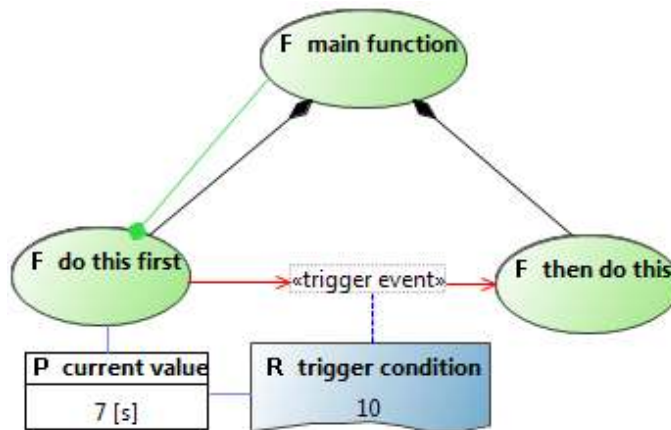 F main function
F do this first
«trigger event»
F then do this
P current value
7 [s]
R trigger condition
10